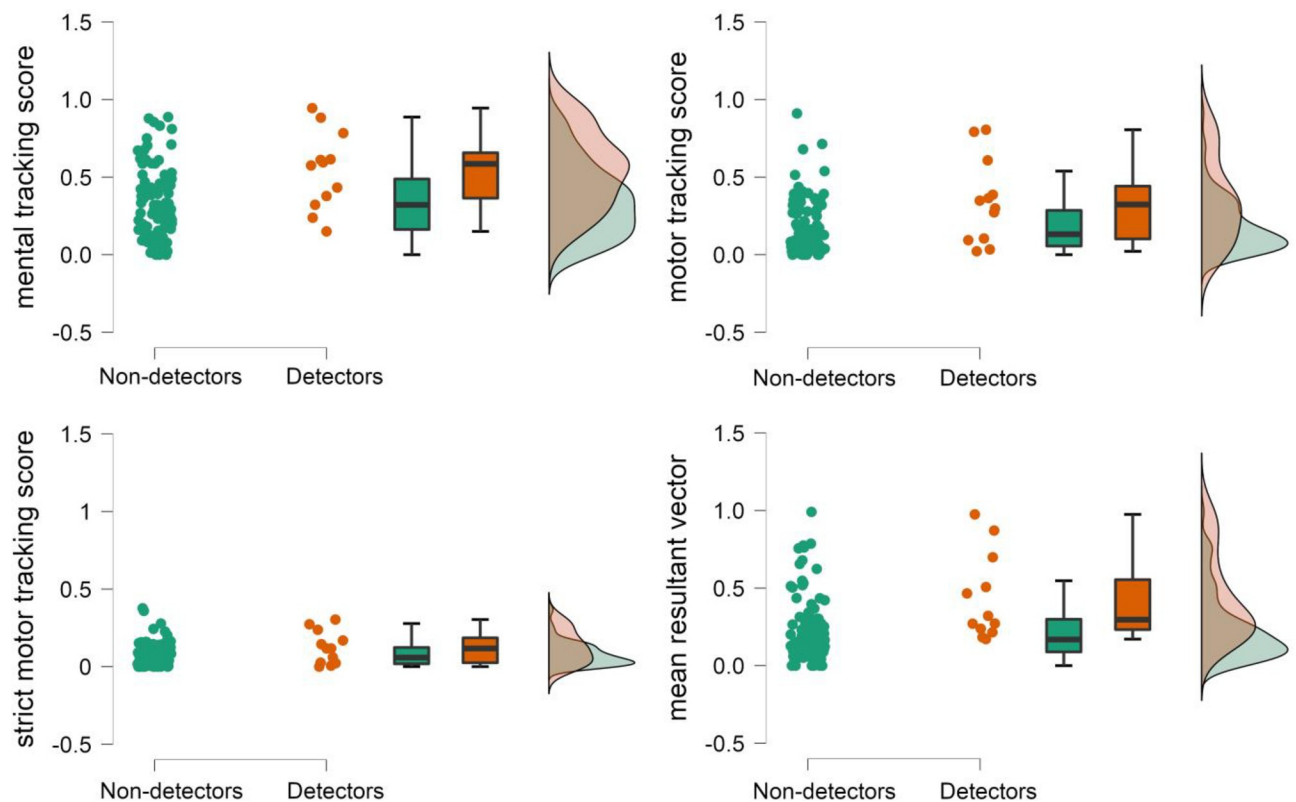 mental tracking score
1.5
1.0
0.5
0.0
-0.5
Non-detectors Detectors
motor tracking score
1.5
1.0
0.5
0.0
-0.5
Non-detectors Detectors
strict motor tracking score
1.5
1
0.5
0
-0.5
Non-detectors Detectors
mean resultant vector
1.5
1.0
0.5
0.0
-0.5
Non-detectors Detectors